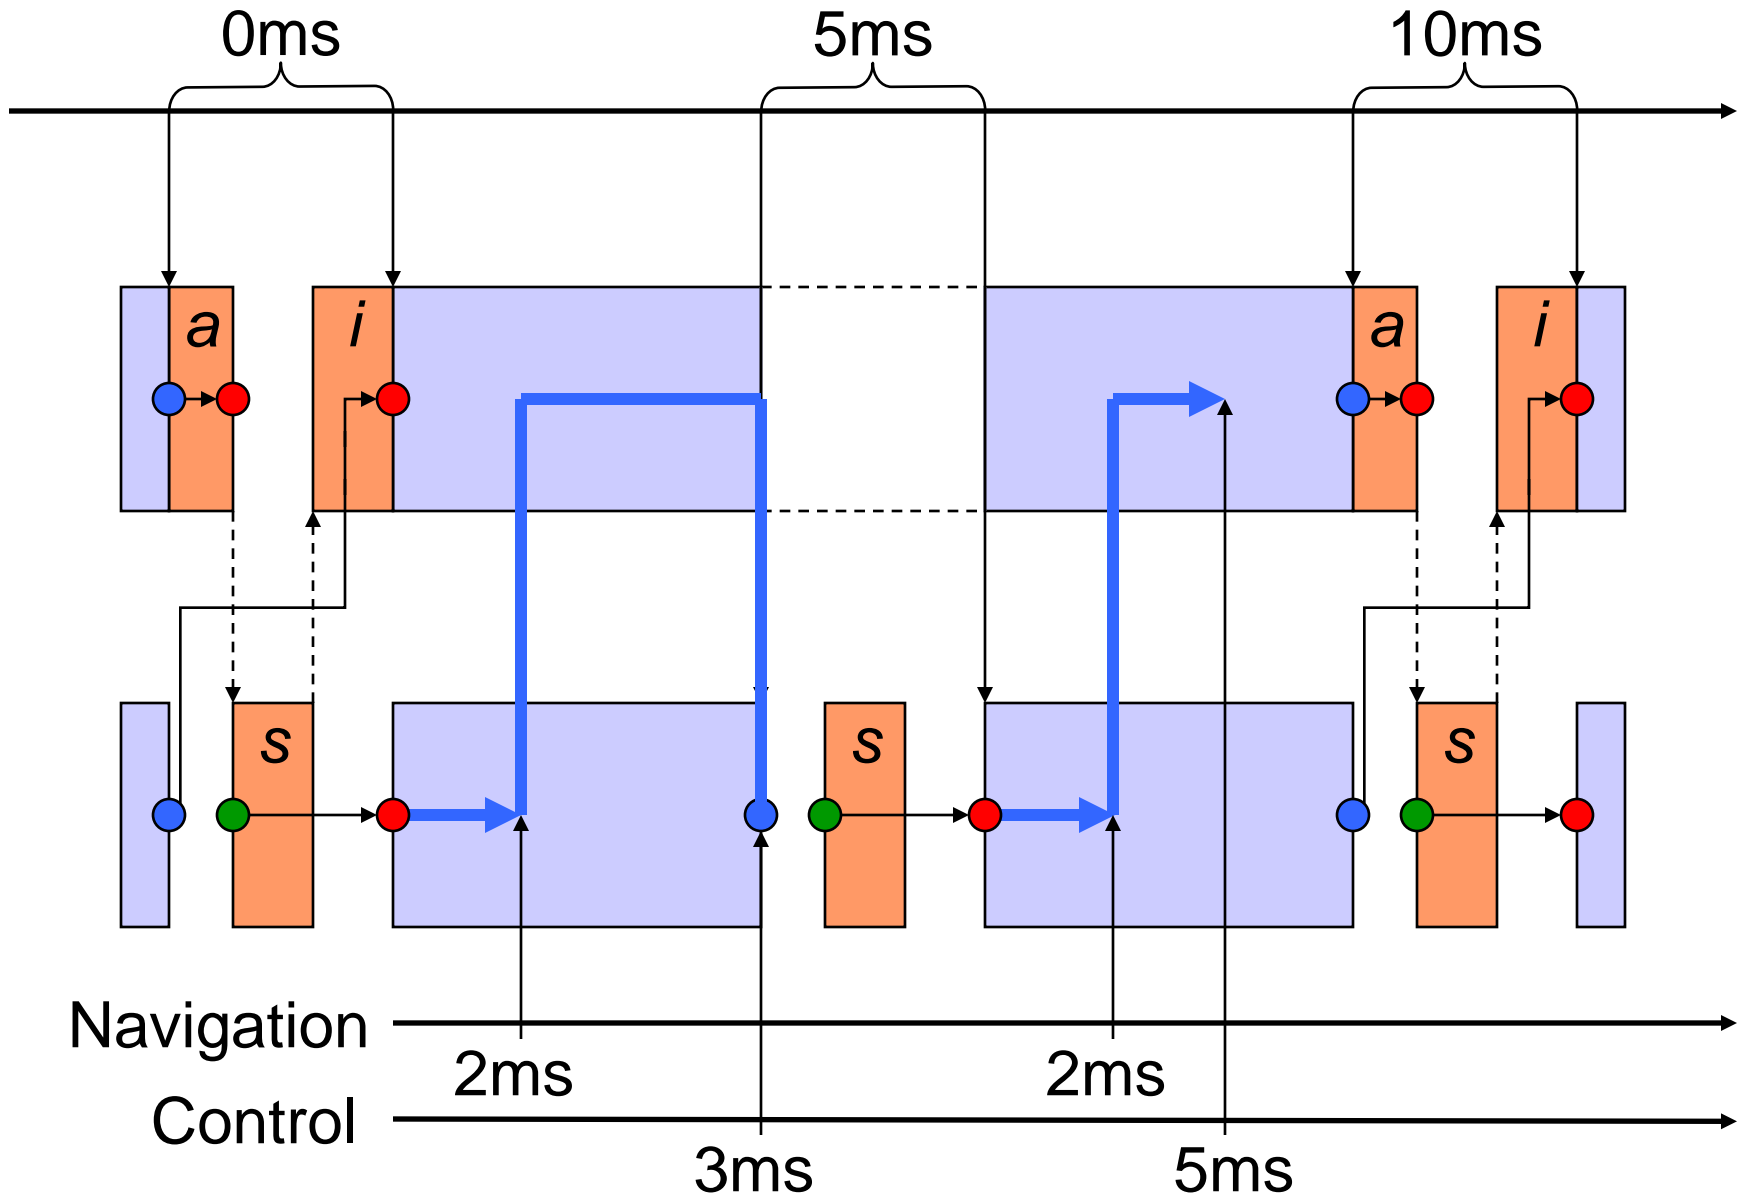 0ms 5ms 10ms
a i a i
s s s
Navigation
2ms 2ms
Control
3ms 5ms